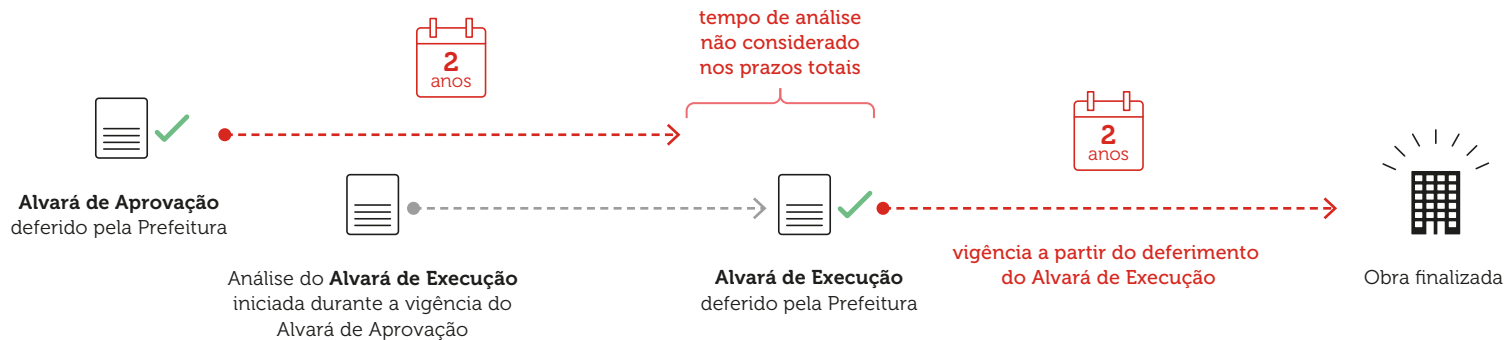 2
anos
tempo de análise
não considerado
nos prazos totais
2
anos
Alvará de Aprovação
deferido pela Prefeitura
Análise do Alvará de Execução
iniciada durante a vigência do
Alvará de Aprovação
Alvará de Execução
deferido pela Prefeitura
vigência a partir do deferimento
do Alvará de Execução
Obra finalizada